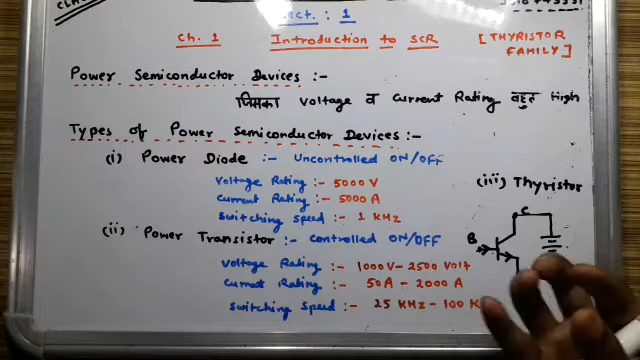 Lect. : 1
Ch. 1 Introduction to SCR [THYRISTOR FAMILY]
Power Semiconductor Devices :-
जिसका Voltage व Current Rating बहुत High
Types of Power Semiconductor Devices :-
(i) Power Diode :- Uncontrolled ON/OFF
Voltage Rating :- 5000 V
Current Rating :- 5000 A
Switching Speed :- 1 KHz
(ii) Power Transistor :- Controlled ON/OFF
Voltage Rating :- 1000V - 2500 Volt
Current Rating :- 50A - 2000 A
Switching Speed :- 25 KHz - 100 K
(iii) Thyristor
C
B